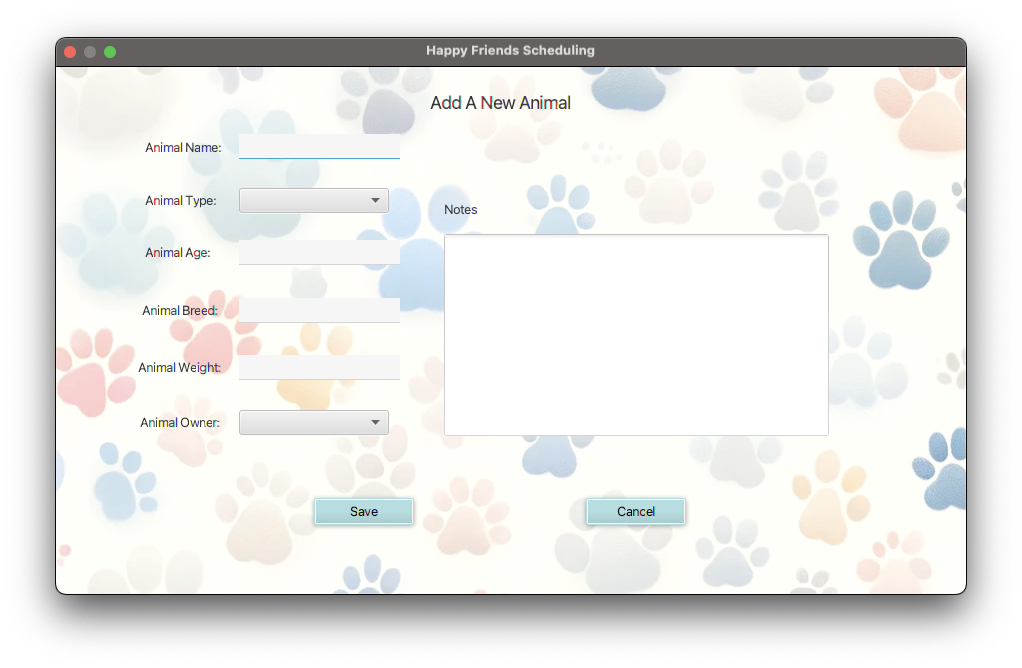 Happy Friends Scheduling
Add A New Animal
Animal Name:
Animal Type:
Notes
Animal Age:
Animal Breed:
Animal Weight:
Animal Owner:
Save
Cancel